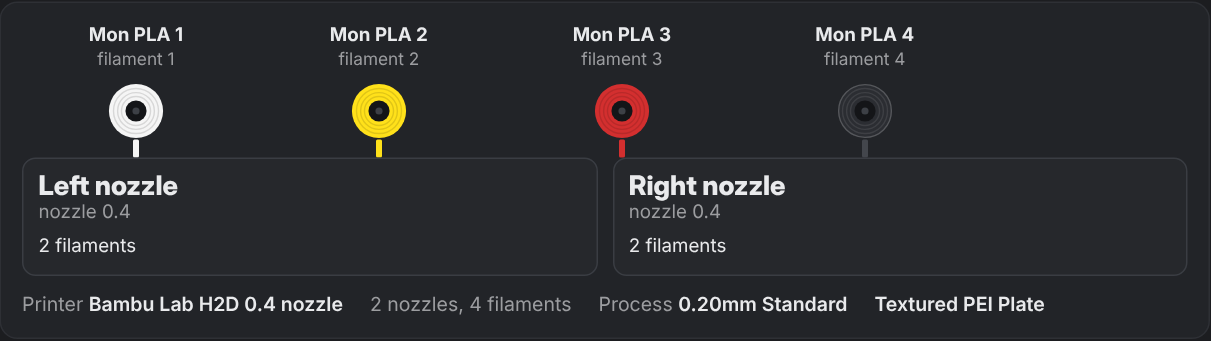 Mon PLA 1
filament 1
Mon PLA 2
filament 2
Mon PLA 3
filament 3
Mon PLA 4
filament 4
Left nozzle
nozzle 0.4
2 filaments
Right nozzle
nozzle 0.4
2 filaments
Printer Bambu Lab H2D 0.4 nozzle 2 nozzles, 4 filaments Process 0.20mm Standard Textured PEI Plate